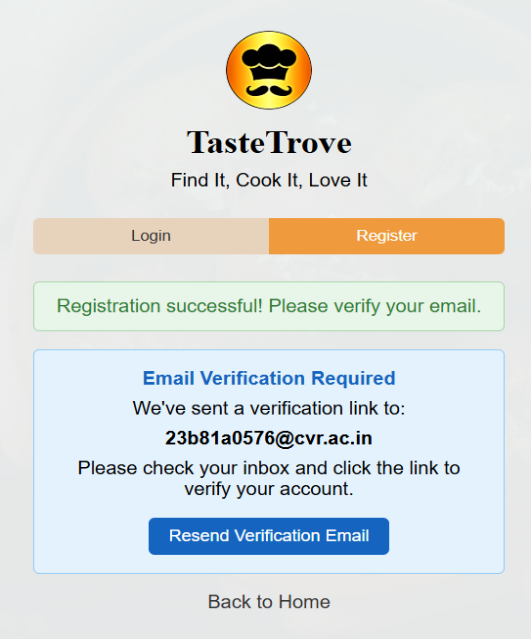 TasteTrove
Find It, Cook It, Love It
Login
Register
Registration successful! Please verify your email.
Email Verification Required
We've sent a verification link to:
23b81a0576@cvr.ac.in
Please check your inbox and click the link to
verify your account.
Resend Verification Email
Back to Home